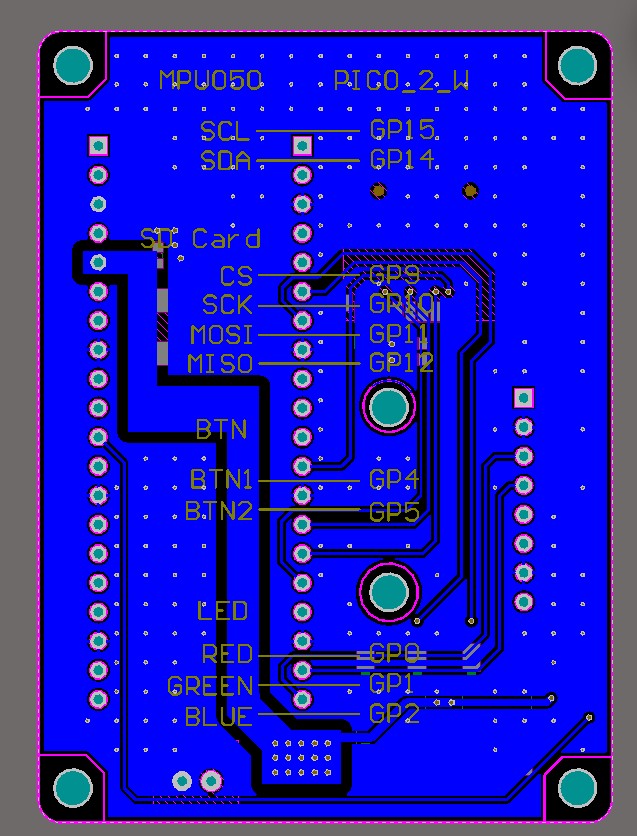 MPU050 PICO_2_W
SCL GP15
SDA GP14
SD Card
CS GP9
SCK GP10
MOSI GP11
MISO GP12
BTN
BTN1 GP4
BTN2 GP5
LED
RED GP0
GREEN GP1
BLUE GP2